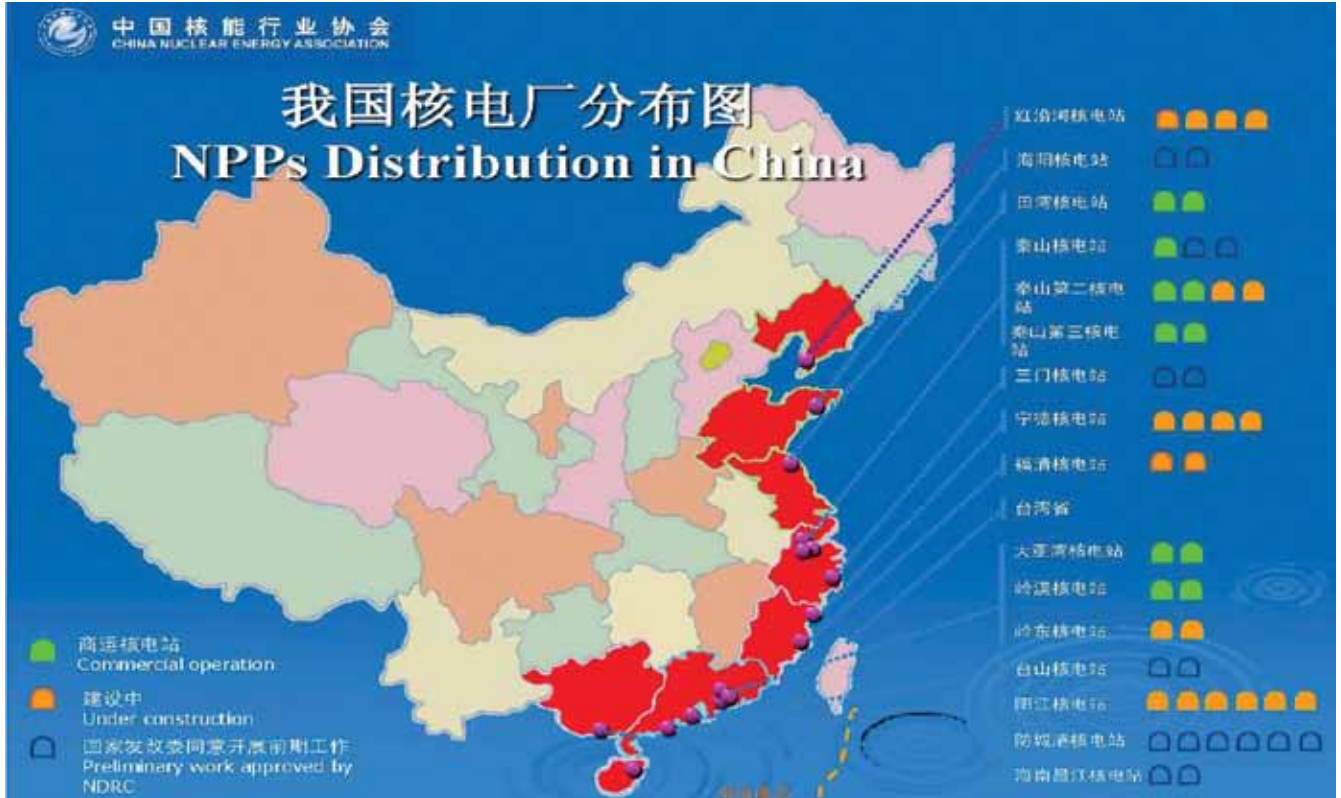 中国核能行业协会
CHINA NUCLEAR ENERGY ASSOCIATION
我国核电厂分布图
NPPs Distribution in China
红沿河核电站
海阳核电站
田湾核电站
秦山核电站
秦山第二核电
站
秦山第三核电
站
三门核电站
宁德核电站
福清核电站
台湾省
大亚湾核电站
岭澳核电站
岭东核电站
台山核电站
阳江核电站
防城港核电站
海南昌江核电站
商运核电站
Commercial operation
建设中
Under construction
国家发改委同意开展前期工作
Preliminary work approved by
NDRC